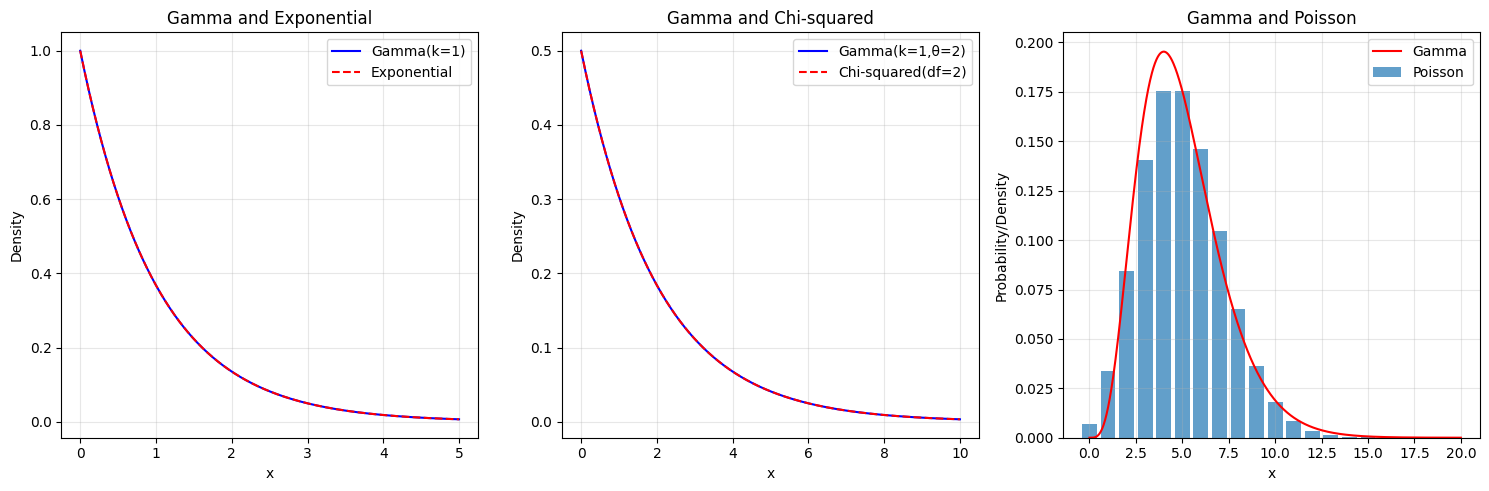 Gamma and Exponential
Gamma(k=1)
Exponential
Density
1.0
0.8
0.6
0.4
0.2
0.0
0 1 2 3 4 5
x
Gamma and Chi-squared
Gamma(k=1,θ=2)
Chi-squared(df=2)
Density
0.5
0.4
0.3
0.2
0.1
0.0
0 2 4 6 8 10
x
Gamma and Poisson
Gamma
Poisson
Probability/Density
0.200
0.175
0.150
0.125
0.100
0.075
0.050
0.025
0.000
0.0 2.5 5.0 7.5 10.0 12.5 15.0 17.5 20.0
x